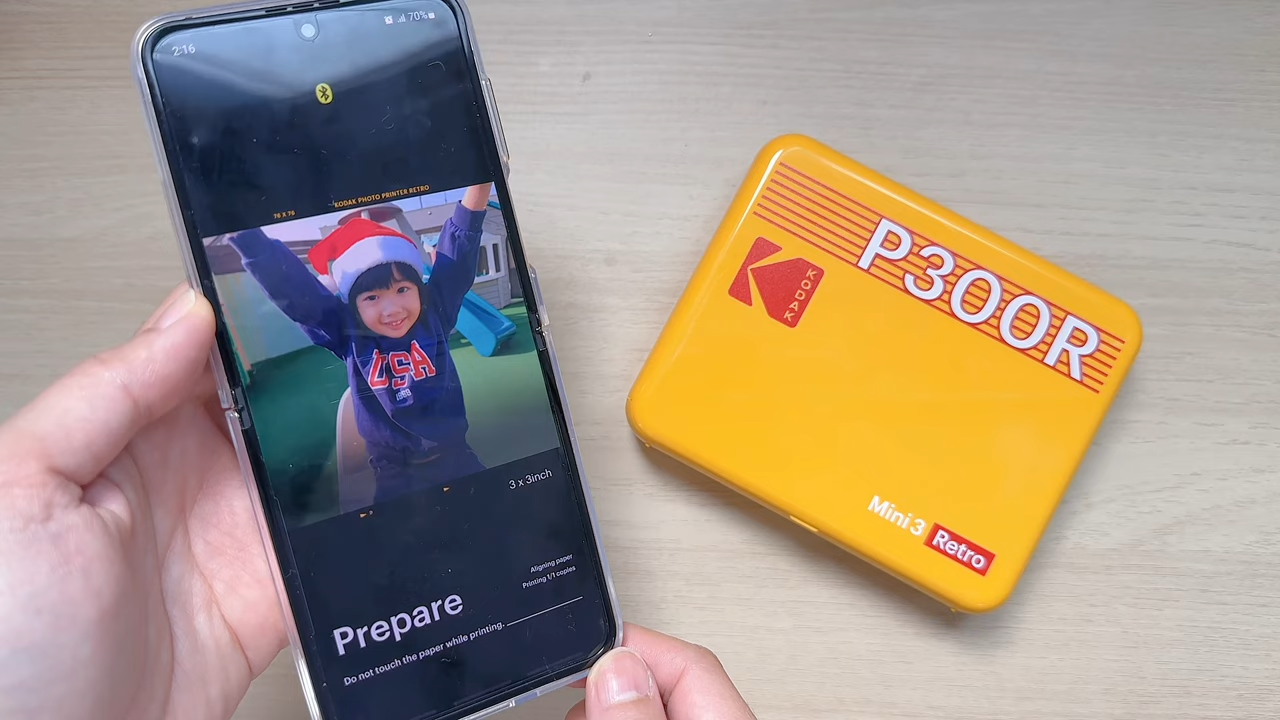 2:16
70%
76 X 76
KODAK PHOTO PRINTER RETRO
USA
3 x 3inch
Aligning paper
Printing 1/1 copies
Prepare
Do not touch the paper while printing.
P300R
KODAK
Mini 3 Retro